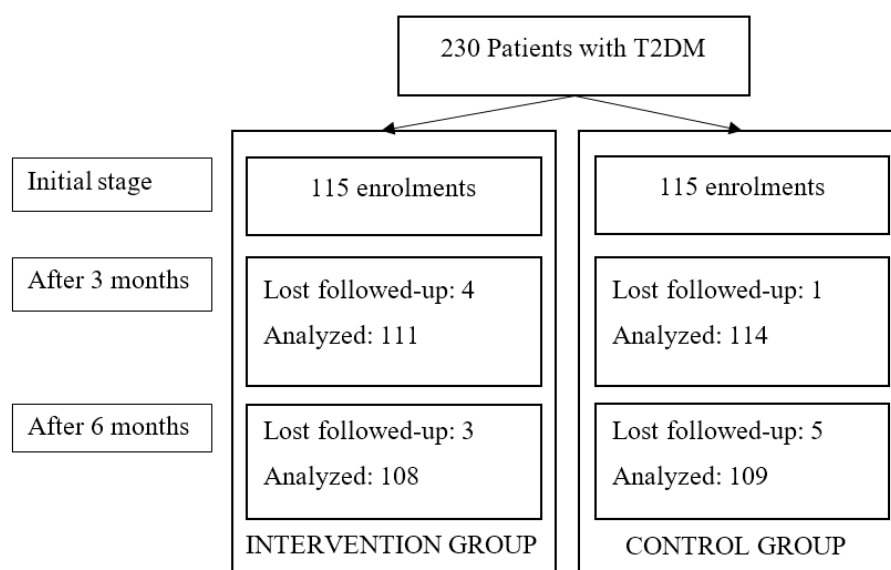 230 Patients with T2DM
Initial stage
115 enrolments
115 enrolments
After 3 months
Lost followed-up: 4
Analyzed: 111
Lost followed-up: 1
Analyzed: 114
After 6 months
Lost followed-up: 3
Analyzed: 108
Lost followed-up: 5
Analyzed: 109
INTERVENTION GROUP
CONTROL GROUP